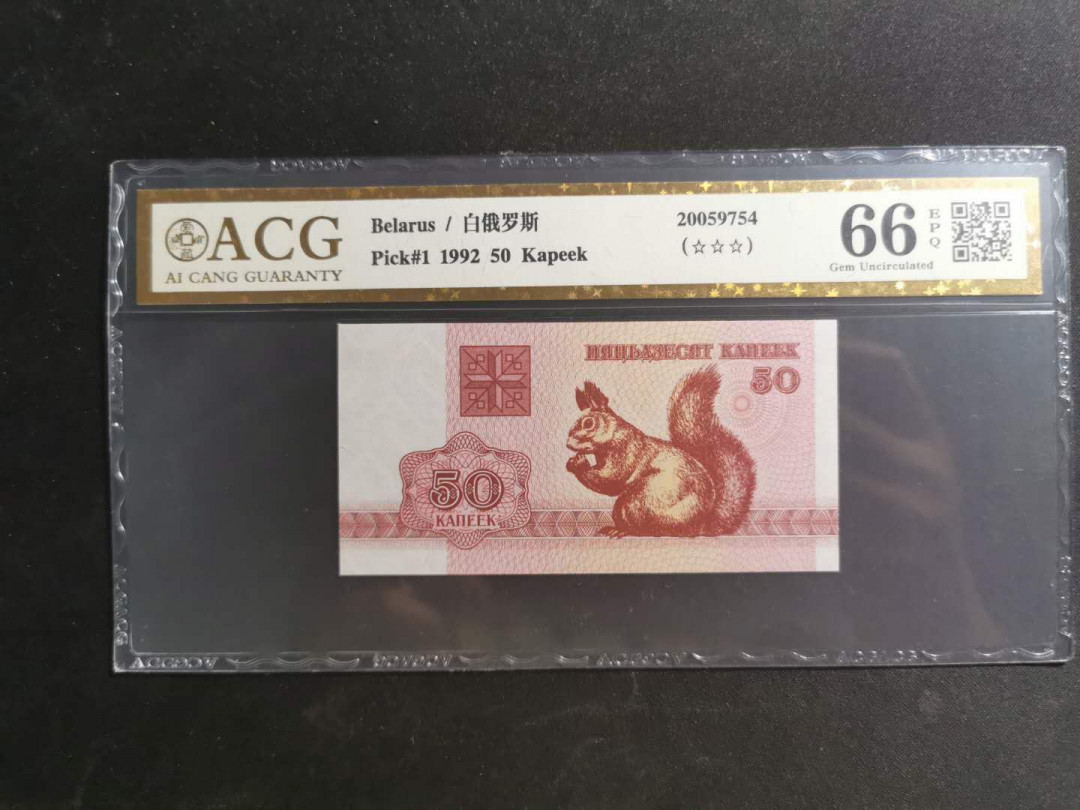 ACG
AI CANG GUARANTY
Belarus / 白俄罗斯
Pick#1 1992 50 Kapeek
20059754
(☆☆☆)
66
EPQ
Gem Uncirculated
ПЯЦЬДЗЕСЯТ КАПЕЕК
50
50
КАПЕЕК